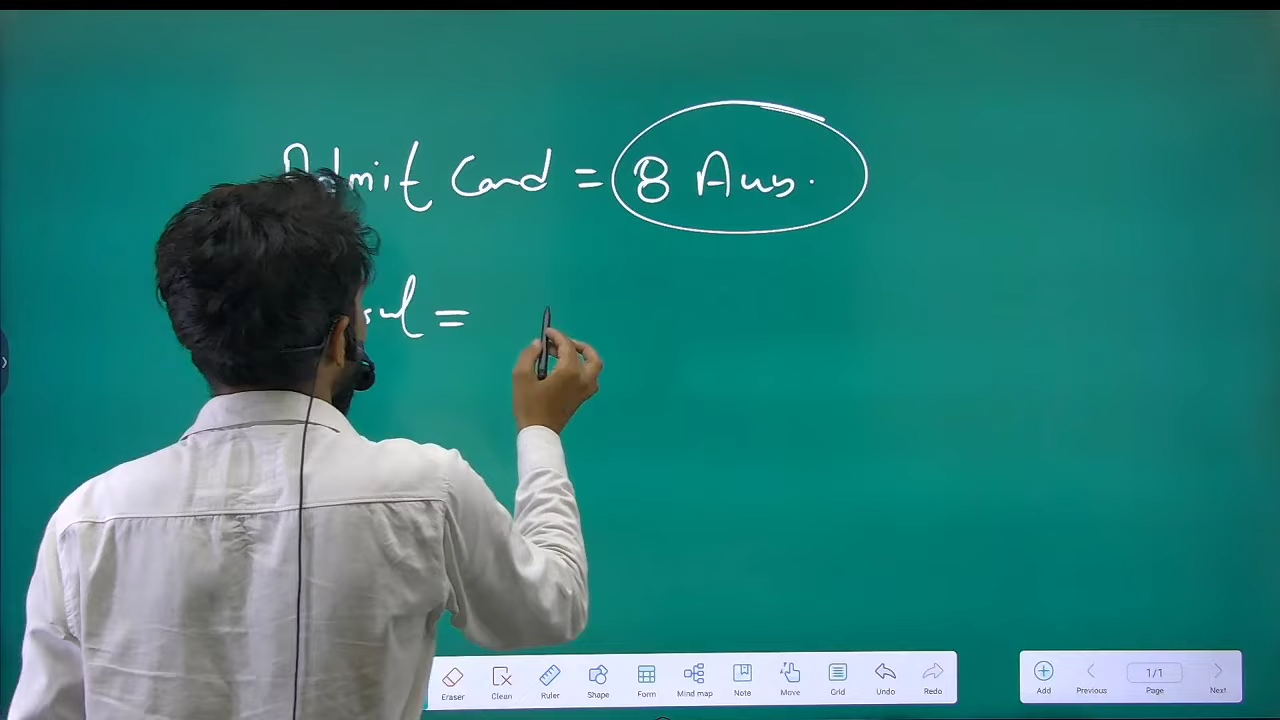 Admit Card = 8 Aus.
=
Eraser
Clean
Ruler
Shape
Form
Mind map
Note
Move
Grid
Undo
Redo
Add
Previous
1/1
Page
Next